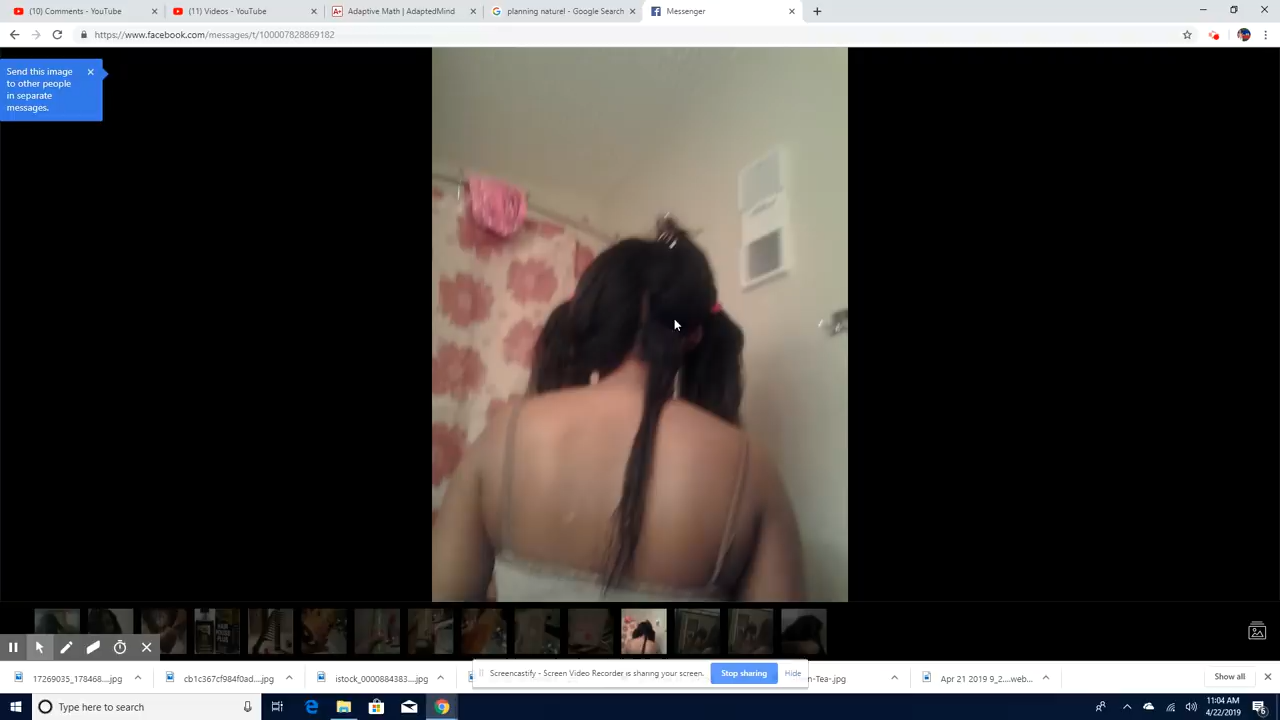 (10) Comments - YouTube
(11) Videos - YouTube
Adaptive Math | AdaptedMind
planning naturel - Google Search
Messenger
https://www.facebook.com/messages/t/100007828869182
Send this image
to other people
in separate
messages.
HAIR
PLUS
Screencastify - Screen Video Recorder is sharing your screen.
Stop sharing
Hide
17269035_178468....jpg
cb1c367cf984f0ad....jpg
istock_0000884383....jpg
n-Tea-.jpg
Apr 21 2019 9_2....web...
Show all
Type here to search
11:04 AM
4/22/2019